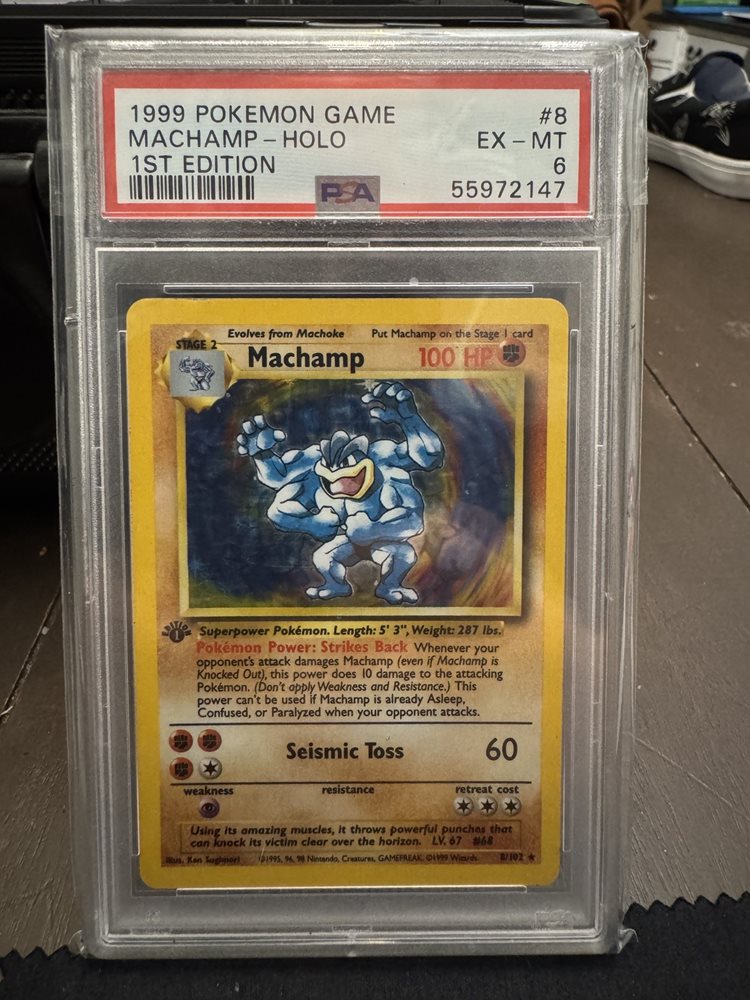 1999 POKEMON GAME #8
MACHAMP - HOLO EX - MT
1ST EDITION 6
PSA 55972147
Evolves from Machoke Put Machamp on the Stage 1 card
STAGE 2 Machamp 100 HP
EDITION 1
Superpower Pokémon. Length: 5' 3", Weight: 287 lbs.
Pokémon Power: Strikes Back Whenever your
opponent's attack damages Machamp (even if Machamp is
Knocked Out), this power does 10 damage to the attacking
Pokémon. (Don't apply Weakness and Resistance.) This
power can't be used if Machamp is already Asleep,
Confused, or Paralyzed when your opponent attacks.
Seismic Toss 60
weakness resistance retreat cost
Using its amazing muscles, it throws powerful punches that
can knock its victim clear over the horizon. LV. 67 #68
Illus. Ken Sugimori ©1995, 96, 98 Nintendo, Creatures, GAMEFREAK. ©1999 Wizards. 8/102 ★